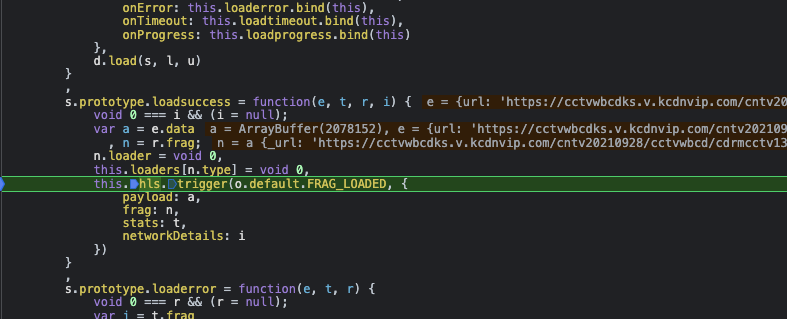 onError: this.loaderror.bind(this),
onTimeout: this.loadtimeout.bind(this),
onProgress: this.loadprogress.bind(this)
},
d.load(s, l, u)
}
,
s.prototype.loadsuccess = function(e, t, r, i) { e = {url: 'https://cctvwbcdks.v.kcdnvip.com/cntv20
void 0 === i && (i = null);
var a = e.data a = ArrayBuffer(2078152), e = {url: 'https://cctvwbcdks.v.kcdnvip.com/cntv202109
, n = r.frag; n = a {_url: 'https://cctvwbcdks.v.kcdnvip.com/cntv20210928/cctvwbcd/cdrmcctv13
n.loader = void 0,
this.loaders[n.type] = void 0,
this.hls.trigger(o.default.FRAG_LOADED, {
payload: a,
frag: n,
stats: t,
networkDetails: i
})
}
,
s.prototype.loaderror = function(e, t, r) {
void 0 === r && (r = null);
var i = t.frag